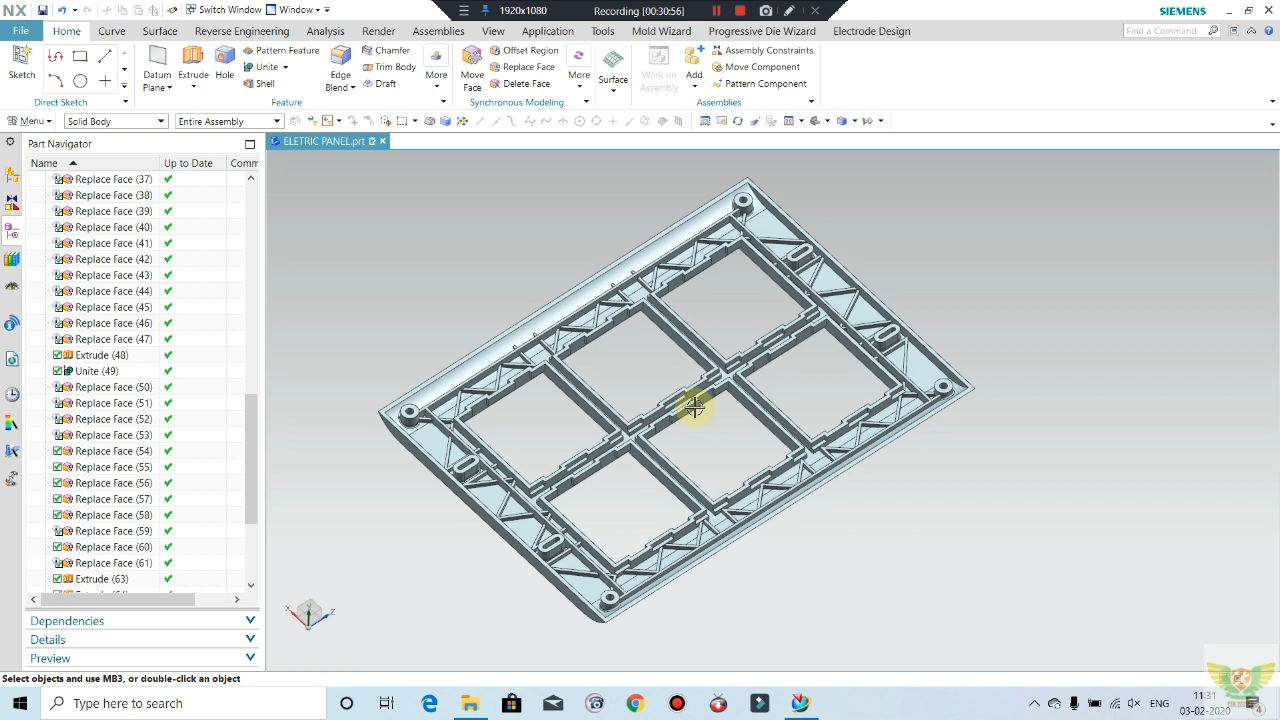 NX Switch Window Window 1920x1080 Recording [00:30:56] SIEMENS
File Home Curve Surface Reverse Engineering Analysis Render Assemblies View Application Tools Mold Wizard Progressive Die Wizard Electrode Design Find a Command
Sketch Datum Plane Extrude Hole Pattern Feature Unite Shell Edge Blend Chamfer Trim Body Draft More Move Face Offset Region Replace Face Delete Face More Surface Work on Assembly Add Assembly Constraints Move Component Pattern Component
Direct Sketch Feature Synchronous Modeling Assemblies
Menu Solid Body Entire Assembly
Part Navigator ELETRIC PANEL.prt
Name Up to Date Comm
Replace Face (37)
Replace Face (38)
Replace Face (39)
Replace Face (40)
Replace Face (41)
Replace Face (42)
Replace Face (43)
Replace Face (44)
Replace Face (45)
Replace Face (46)
Replace Face (47)
Extrude (48)
Unite (49)
Replace Face (50)
Replace Face (51)
Replace Face (52)
Replace Face (53)
Replace Face (54)
Replace Face (55)
Replace Face (56)
Replace Face (57)
Replace Face (58)
Replace Face (59)
Replace Face (60)
Replace Face (61)
Extrude (63)
X Y Z
Dependencies
Details
Preview
Select objects and use MB3, or double-click an object
Type here to search ENG 11:31
03-02-2020